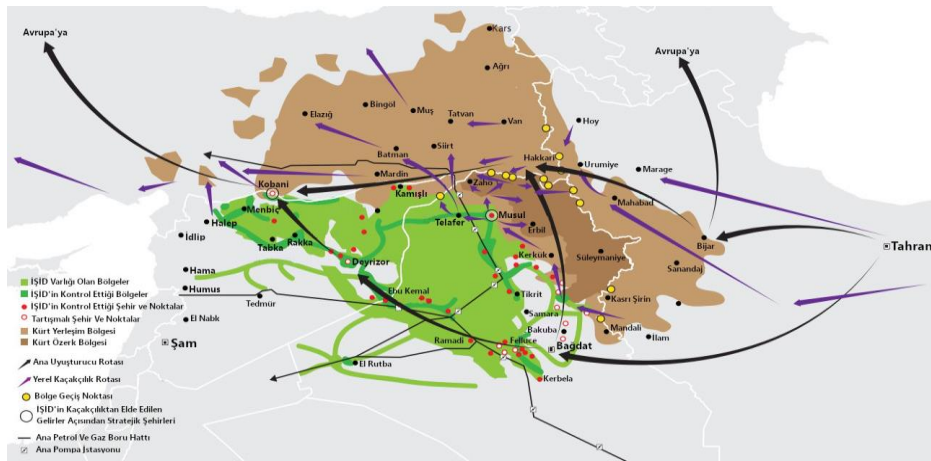 Avrupa'ya
Kars
Avrupa'ya
Ağrı
Bingöl
Muş
Elazığ
Tatvan
Van
Hoy
Siirt
Batman
Hakkari
Urumiye
Marage
Mardin
Zaho
Kobani
Kamışlı
Mahabad
Menbiç
Musul
Halep
Telafer
Erbil
Bijar
Tahran
İdlip
Tabka
Rakka
Kerkük
Süleymaniye
Sanandaj
Deyrizor
Hama
Kasrı Şirin
Humus
Ebu Kemal
Tikrit
Tedmür
Samara
El Nabk
Bakuba
Mandali
İlam
Şam
Ramadi
Felluce
Bagdat
El Rutba
Kerbela
İŞİD Varlığı Olan Bölgeler
İŞİD'in Kontrol Ettiği Bölgeler
İŞİD'in Kontrol Ettiği Şehir ve Noktalar
Tartışmalı Şehir Ve Noktalar
Kürt Yerleşim Bölgesi
Kürt Özerk Bölgesi
Ana Uyuşturucu Rotası
Yerel Kaçakçılık Rotası
Bölge Geçiş Noktası
İŞİD'in Kaçakçılıktan Elde Edilen
Gelirler Açısından Stratejik Şehirleri
Ana Petrol Ve Gaz Boru Hattı
Ana Pompa İstasyonu